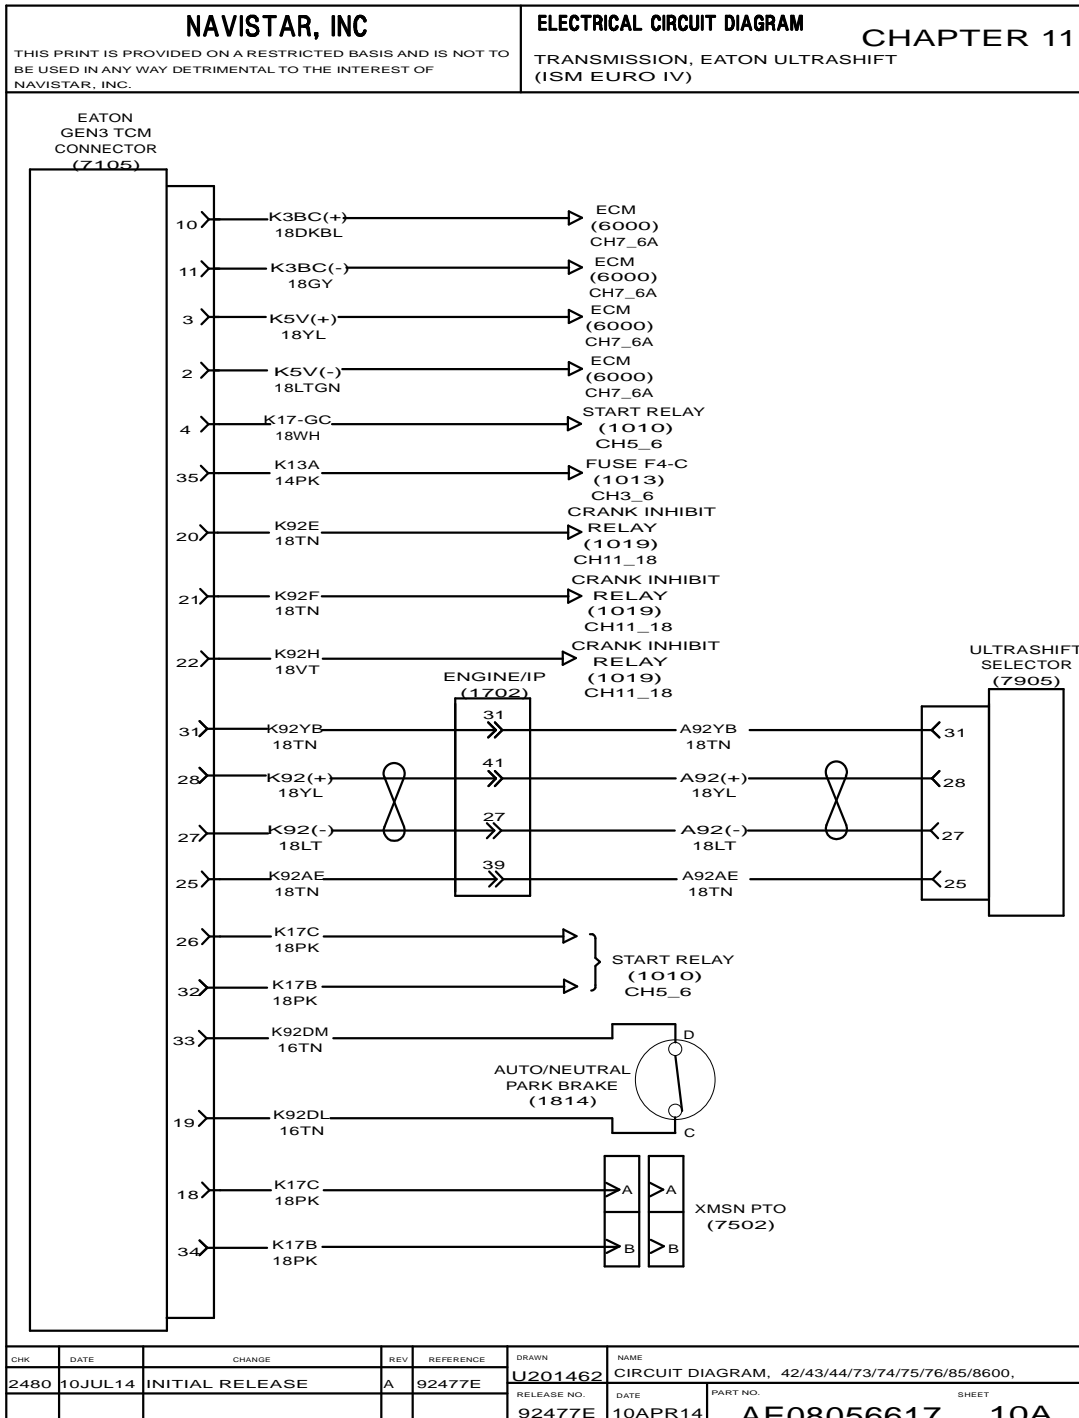 NAVISTAR, INC
THIS PRINT IS PROVIDED ON A RESTRICTED BASIS AND IS NOT TO
BE USED IN ANY WAY DETRIMENTAL TO THE INTEREST OF
NAVISTAR, INC.
ELECTRICAL CIRCUIT DIAGRAM
CHAPTER 11
TRANSMISSION, EATON ULTRASHIFT
(ISM EURO IV)
EATON
GEN3 TCM
CONNECTOR
(7105)
10
K3BC(+)
18DKBL
ECM
(6000)
CH7_6A
11
K3BC(-)
18GY
ECM
(6000)
CH7_6A
3
K5V(+)
18YL
ECM
(6000)
CH7_6A
2
K5V(-)
18LTGN
ECM
(6000)
CH7_6A
4
K17-GC
18WH
START RELAY
(1010)
CH5_6
35
K13A
14PK
FUSE F4-C
(1013)
CH3_6
20
K92E
18TN
CRANK INHIBIT
RELAY
(1019)
CH11_18
21
K92F
18TN
CRANK INHIBIT
RELAY
(1019)
CH11_18
22
K92H
18VT
CRANK INHIBIT
RELAY
(1019)
CH11_18
ENGINE/IP
(1702)
ULTRASHIFT
SELECTOR
(7905)
31
K92YB
18TN
31
A92YB
18TN
31
28
K92(+)
18YL
41
A92(+)
18YL
28
27
K92(-)
18LT
27
A92(-)
18LT
27
25
K92AE
18TN
39
A92AE
18TN
25
26
K17C
18PK
32
K17B
18PK
START RELAY
(1010)
CH5_6
33
K92DM
16TN
D
AUTO/NEUTRAL
PARK BRAKE
(1814)
19
K92DL
16TN
C
18
K17C
18PK
A A
XMSN PTO
(7502)
34
K17B
18PK
B B
CHK DATE CHANGE REV REFERENCE
2480 10JUL14 INITIAL RELEASE A 92477E
DRAWN
U201462
NAME
CIRCUIT DIAGRAM, 42/43/44/73/74/75/76/85/8600,
RELEASE NO. DATE PART NO. SHEET
92477E 10APR14 AE08056617 10A